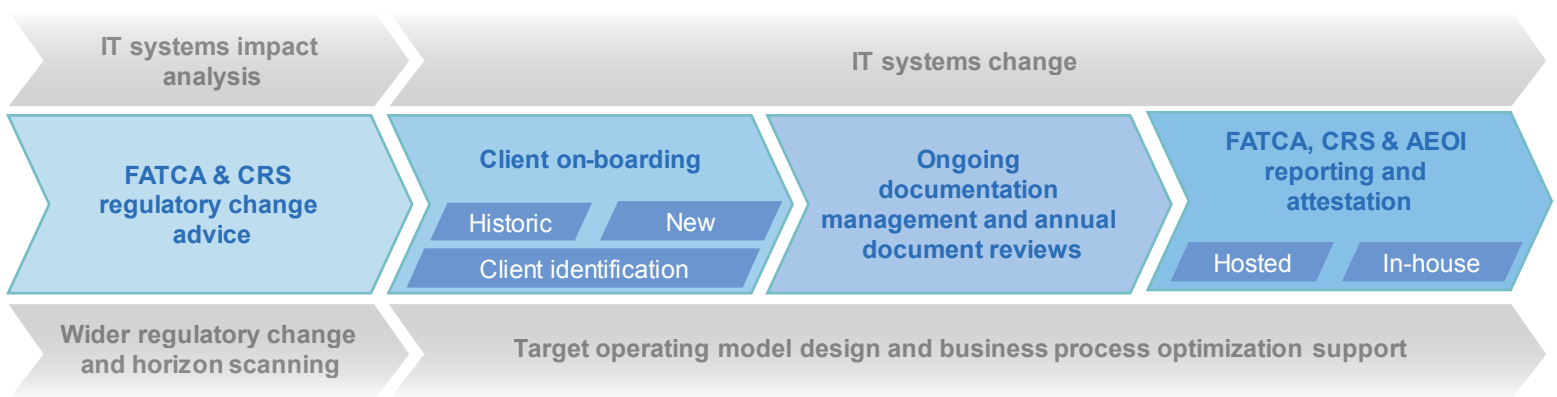 IT systems impact
analysis
IT systems change
FATCA & CRS
regulatory change
advice
Client on-boarding
Historic
New
Client identification
Ongoing
documentation
management and annual
document reviews
FATCA, CRS & AEOI
reporting and
attestation
Hosted
In-house
Wider regulatory change
and horizon scanning
Target operating model design and business process optimization support